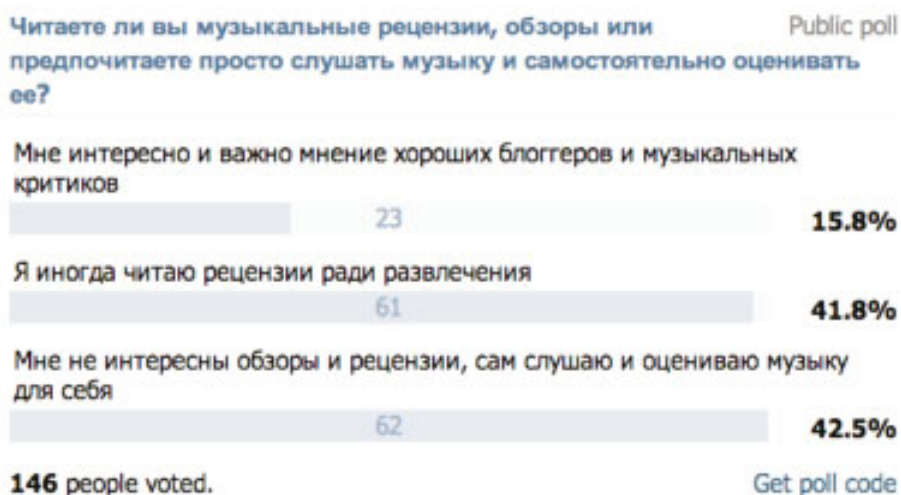 Читаете ли вы музыкальные рецензии, обзоры или Public poll
предпочитаете просто слушать музыку и самостоятельно оценивать
ее?
Мне интересно и важно мнение хороших блоггеров и музыкальных
критиков
23 15.8%
Я иногда читаю рецензии ради развлечения
61 41.8%
Мне не интересны обзоры и рецензии, сам слушаю и оцениваю музыку
для себя
62 42.5%
146 people voted. Get poll code